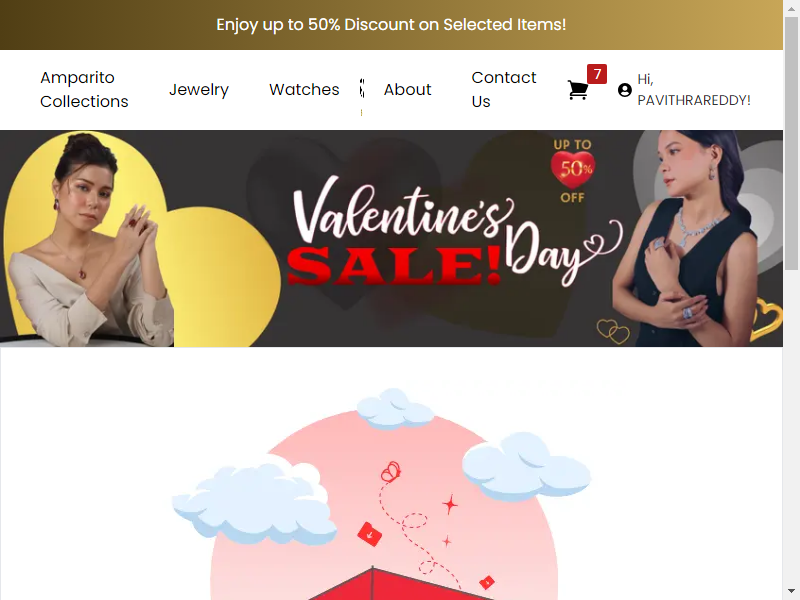 Enjoy up to 50% Discount on Selected Items!
Amparito
Collections
Jewelry
Watches
About
Contact
Us
7
Hi,
PAVITHRAREDDY!
UP TO
50%
OFF
Valentine's
Day
SALE!